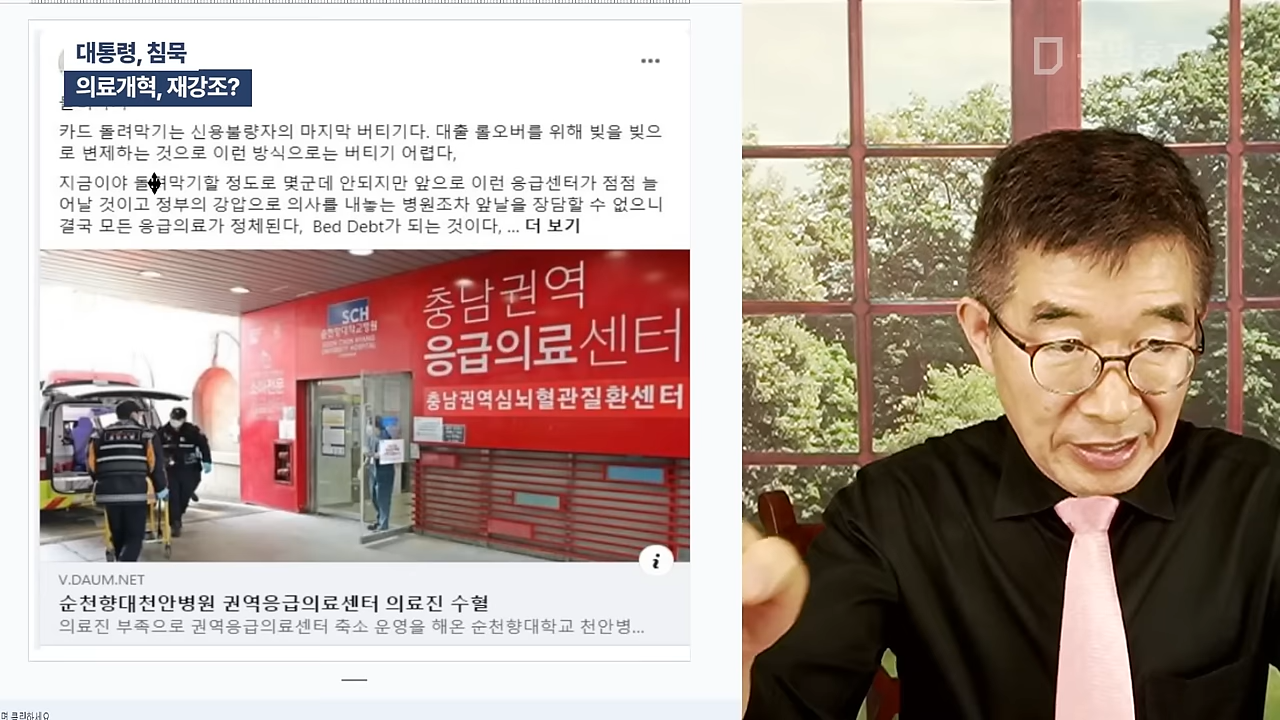 대통령, 침묵
의료개혁, 재강조?
카드 돌려막기는 신용불량자의 마지막 버티기다. 대출 롤오버를 위해 빚을 빚으
로 변제하는 것으로 이런 방식으로는 버티기 어렵다,
지금이야 돌려막기할 정도로 몇군데 안되지만 앞으로 이런 응급센터가 점점 늘
어날 것이고 정부의 강압으로 의사를 내놓는 병원조차 앞날을 장담할 수 없으니
결국 모든 응급의료가 정체된다, Bed Debt가 되는 것이다, ... 더 보기
충남권역
응급의료센터
충남권역심뇌혈관질환센터
SCH
순천향대학교병원
V.DAUM.NET
순천향대천안병원 권역응급의료센터 의료진 수혈
의료진 부족으로 권역응급의료센터 축소 운영을 해온 순천향대학교 천안병...